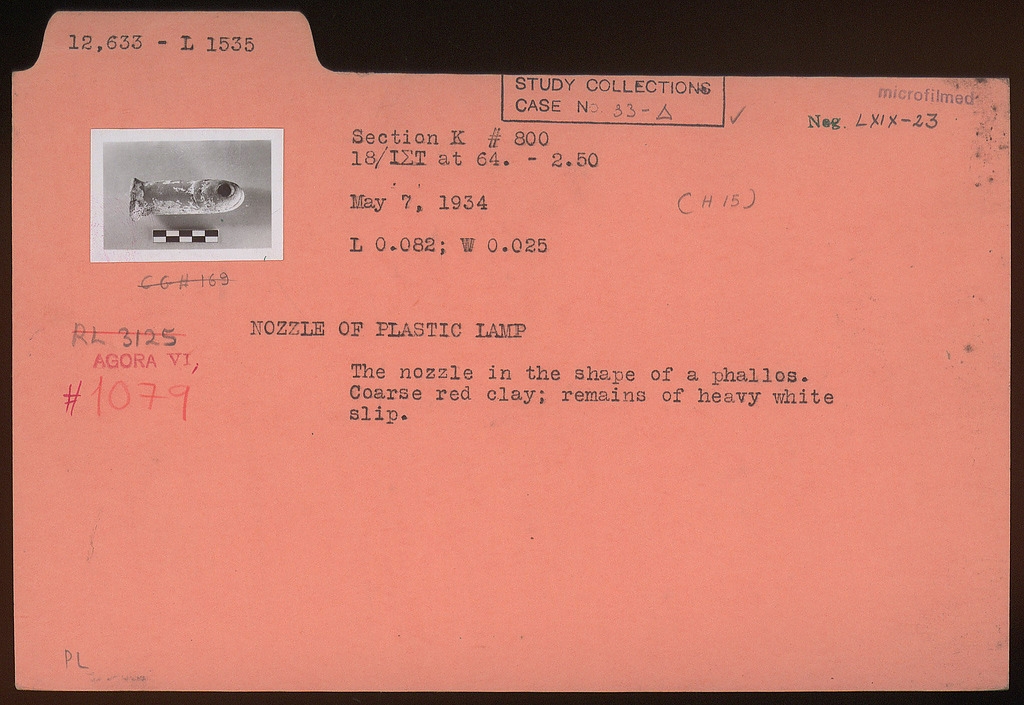 12,633 - L 1535
STUDY COLLECTIONS
CASE No. 33-Δ ✓
microfilmed
Neg. LXIX-23
Section K # 800
18/ΙΣΤ at 64. - 2.50
May 7, 1934
(H 15)
L 0.082; W 0.025
CG# 169
RL 3125
AGORA VI,
#1079
NOZZLE OF PLASTIC LAMP
The nozzle in the shape of a phallos.
Coarse red clay; remains of heavy white
slip.
PL